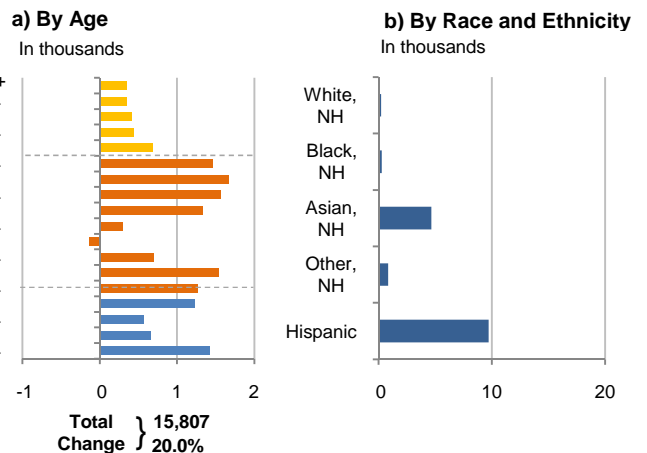 a) By Age
In thousands
+
-1 0 1 2
Total Change } 15,807 20.0%
b) By Race and Ethnicity
In thousands
White,
NH
Black,
NH
Asian,
NH
Other,
NH
Hispanic
0 10 20